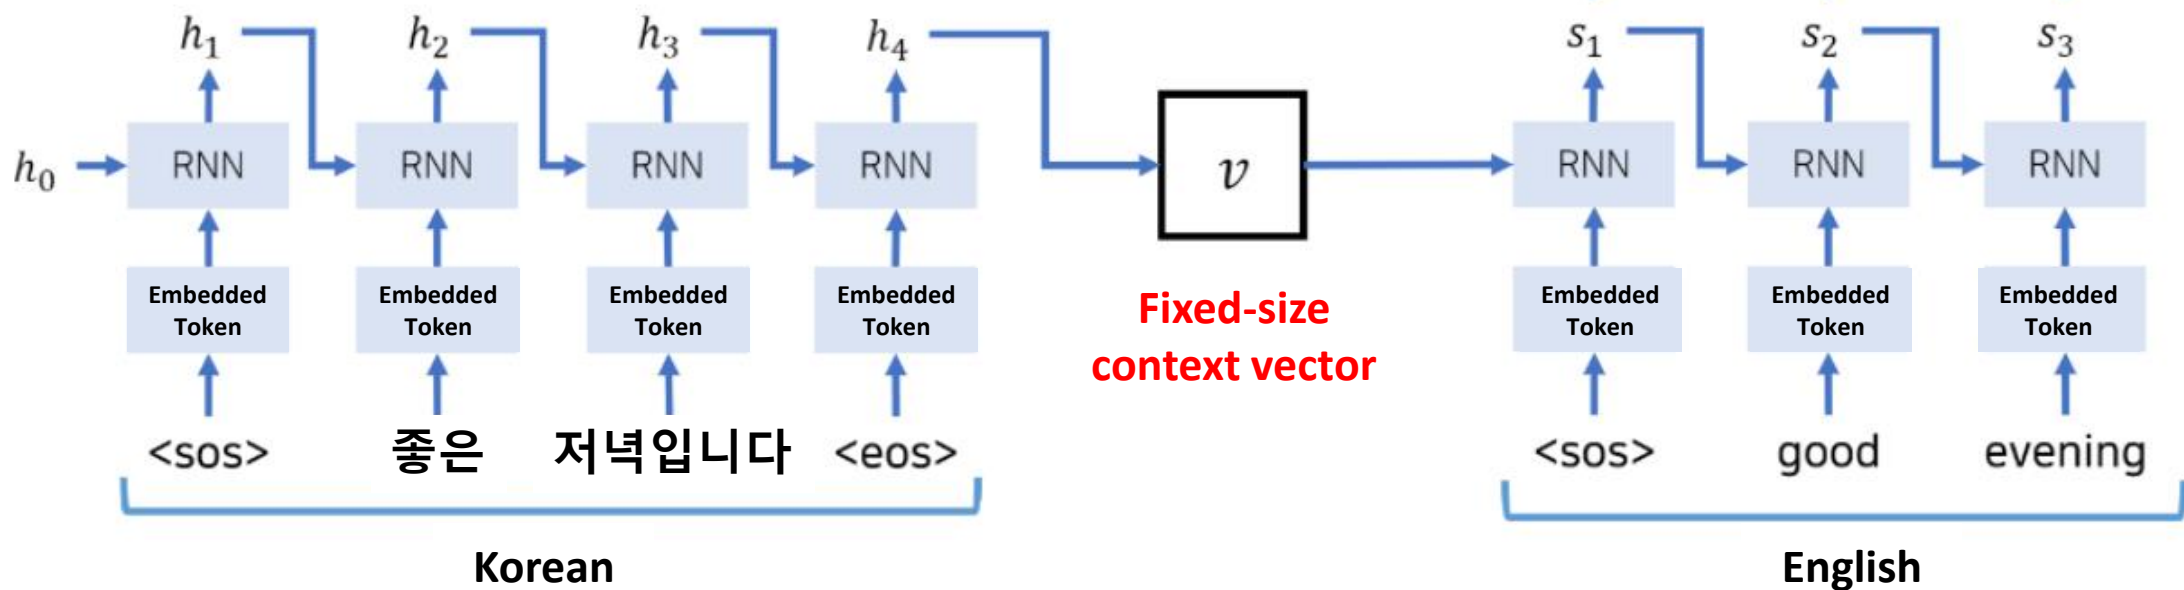 h₁ h₂ h₃ h₄ s₁ s₂ s₃
h₀ RNN RNN RNN RNN v RNN RNN RNN
Embedded Token Embedded Token Embedded Token Embedded Token Fixed-size context vector Embedded Token Embedded Token Embedded Token
<sos> 좋은 저녁입니다 <eos> <sos> good evening
Korean English